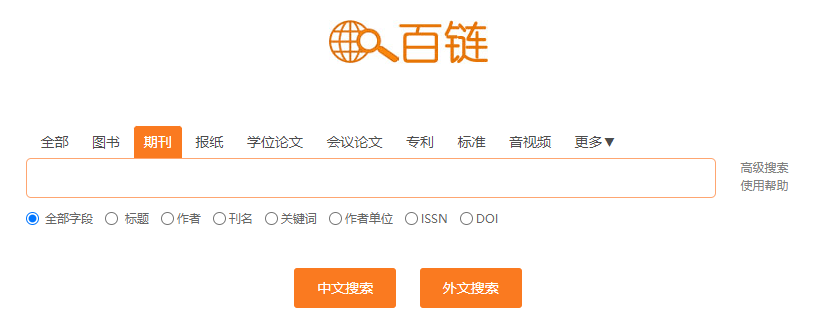 百链
全部 图书 期刊 报纸 学位论文 会议论文 专利 标准 音视频 更多▼
高级搜索
使用帮助
全部字段 标题 作者 刊名 关键词 作者单位 ISSN DOI
中文搜索 外文搜索